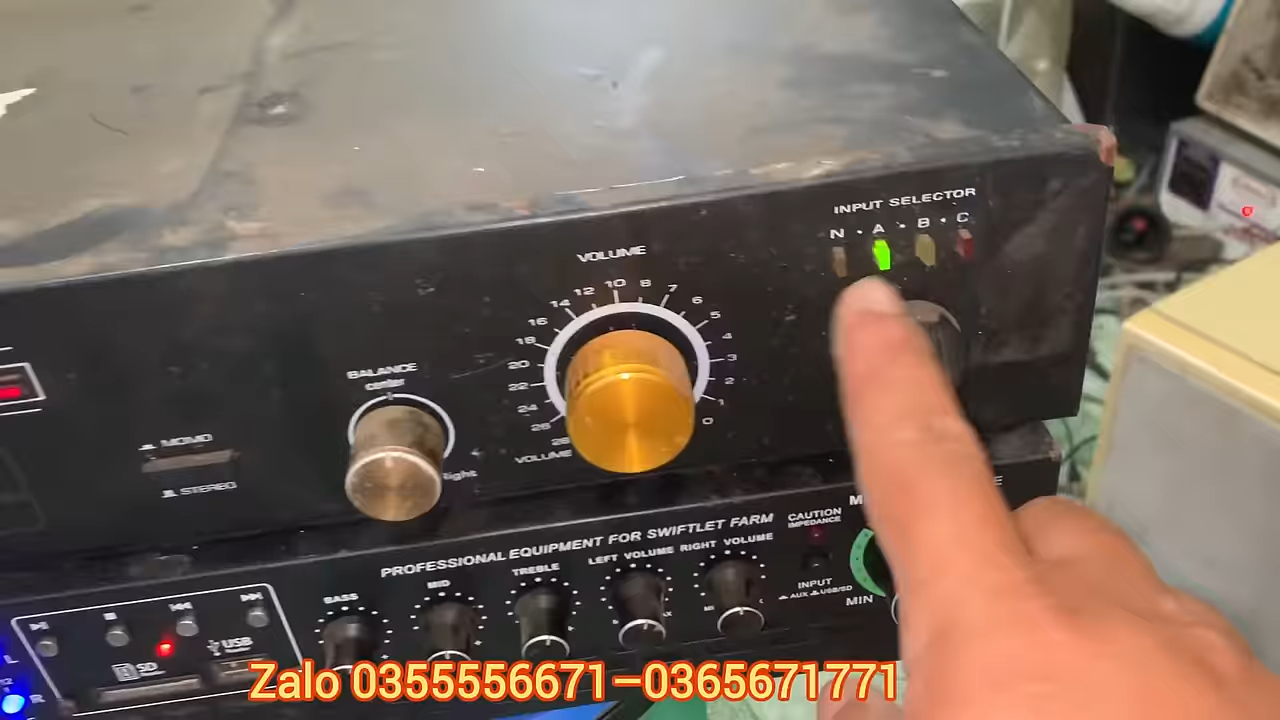 INPUT SELECTOR
N · A · B · C
VOLUME
14 12 10 8 7
16 6
18 5
20 4
22 3
24 2
26 1
28 0
VOLUME
BALANCE
center
Right
MOMO
STEREO
PROFESSIONAL EQUIPMENT FOR SWIFTLET FARM
BASS
MID
TREBLE
LEFT VOLUME
RIGHT VOLUME
CAUTION
IMPEDANCE
INPUT
AUX USB/SD
MIN
SD
USB
L
R
Zalo 0355556671–0365671771